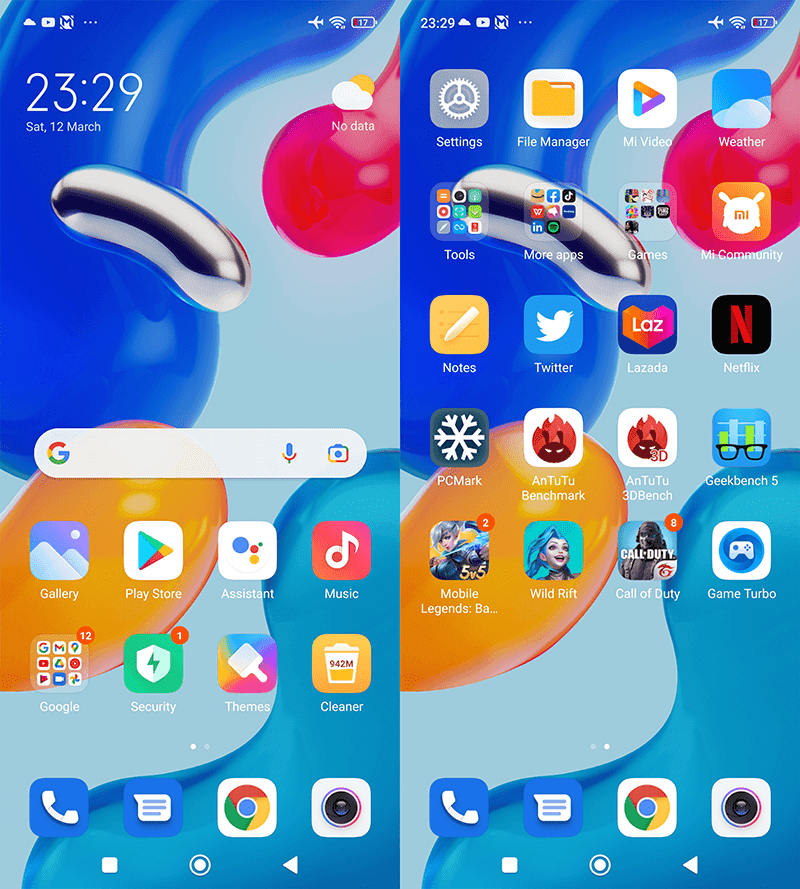 17
23:29
Sat, 12 March
No data
Gallery
Play Store
Assistant
Music
12
1
942M
Google
Security
Themes
Cleaner
23:29
17
Settings
File Manager
Mi Video
Weather
mi
Tools
More apps
Games
Mi Community
Laz
N
Notes
Twitter
Lazada
Netflix
3D
PCMark
AnTuTu
Benchmark
AnTuTu
3DBench
Geekbench 5
2
8
5v5
CALL OF DUTY
Mobile
Legends: Ba...
Wild Rift
Call of Duty
Game Turbo